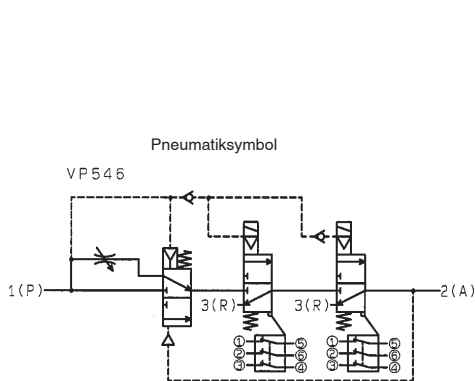 Pneumatiksymbol
VP546
1(P) 3(R) 3(R) 2(A)
① ⑤ ① ⑤
② ⑥ ② ⑥
③ ④ ③ ④